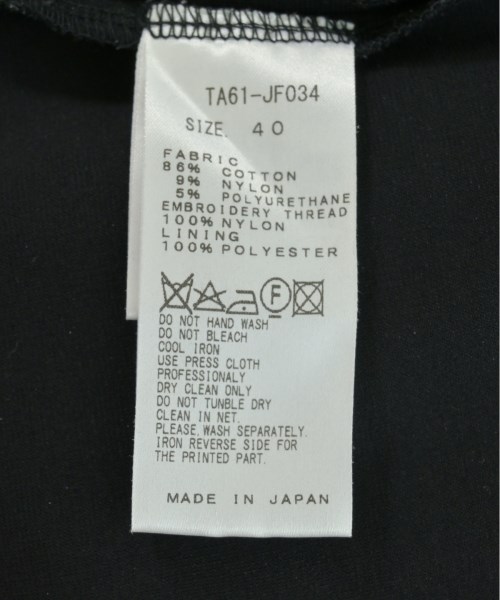 TA61-JF034
SIZE. 40
FABRIC
86% COTTON
9% NYLON
5% POLYURETHANE
EMBROIDERY THREAD
100% NYLON
LINING
100% POLYESTER
F
DO NOT HAND WASH
DO NOT BLEACH
COOL IRON
USE PRESS CLOTH
PROFESSIONALY
DRY CLEAN ONLY
DO NOT TUNBLE DRY
CLEAN IN NET.
PLEASE.WASH SEPARATELY.
IRON REVERSE SIDE FOR
THE PRINTED PART.
MADE IN JAPAN